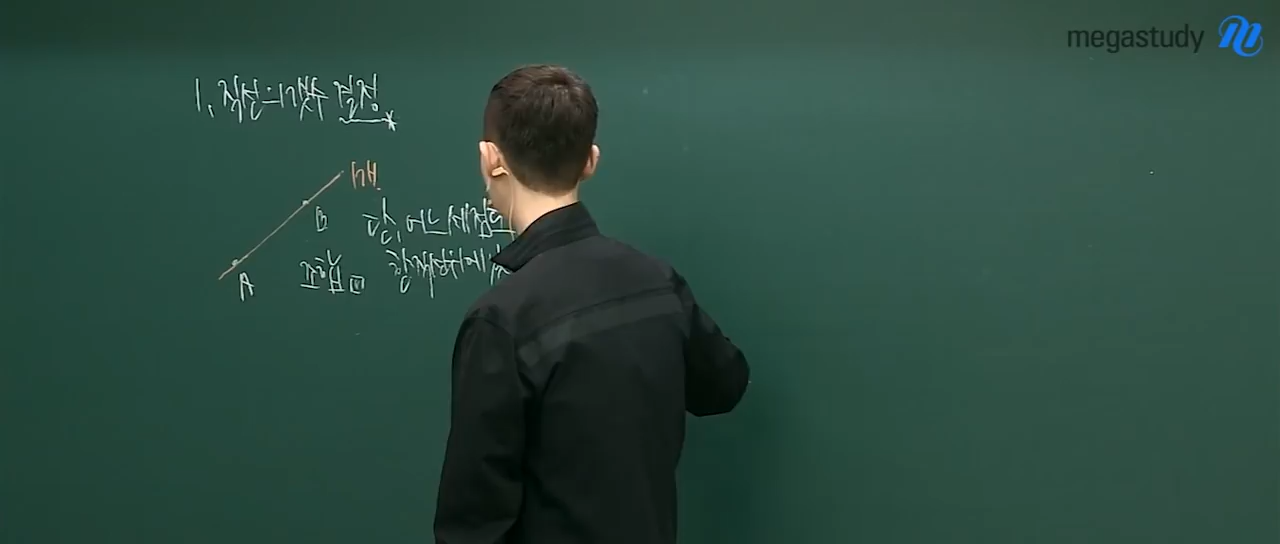 megastudy
1. 직선의 갯수 결정
1개.
B 단, 어느 세 점도
A 조합 한 직선 위에